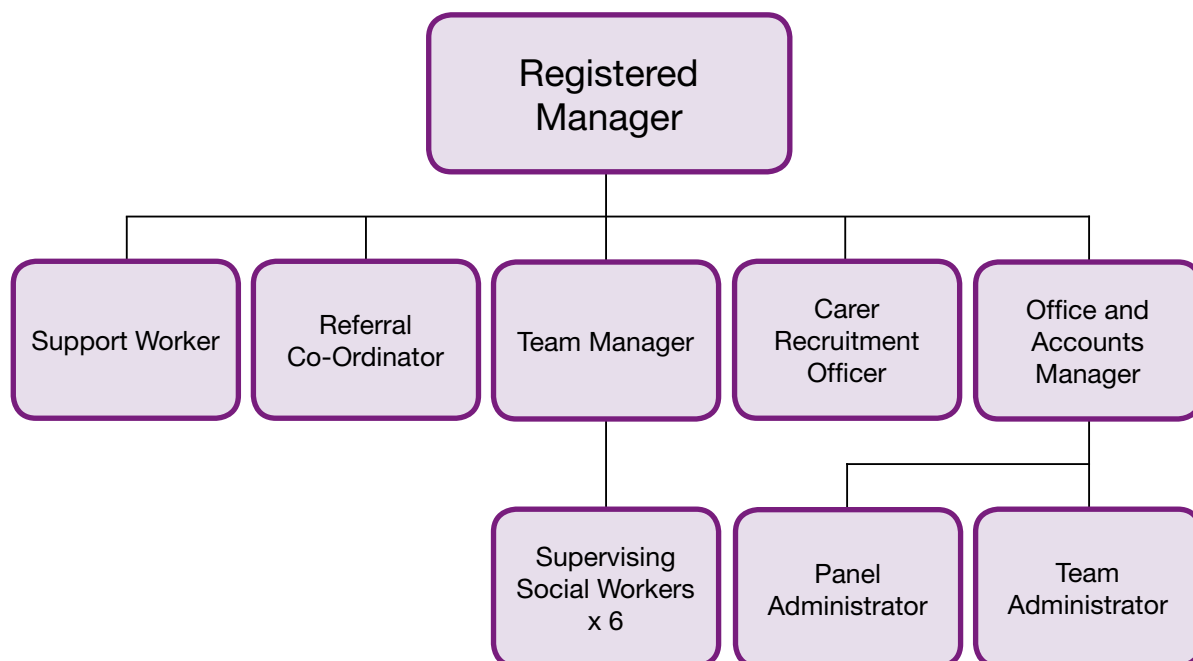 Registered
Manager
Support Worker
Referral
Co-Ordinator
Team Manager
Carer
Recruitment
Officer
Office and
Accounts
Manager
Supervising
Social Workers
x 6
Panel
Administrator
Team
Administrator